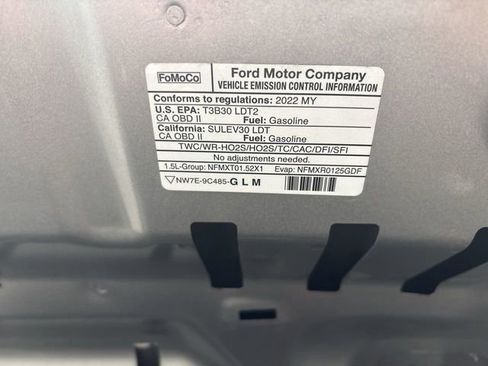 FoMoCo
Ford Motor Company
VEHICLE EMISSION CONTROL INFORMATION
Conforms to regulations: 2022 MY
U.S. EPA: T3B30 LDT2
CA OBD II Fuel: Gasoline
California: SULEV30 LDT
CA OBD II Fuel: Gasoline
TWC/WR-HO2S/HO2S/TC/CAC/DFI/SFI
No adjustments needed.
1.5L-Group: NFMXT01.52X1 Evap: NFMXR0125GDF
NW7E-9C485-GLM